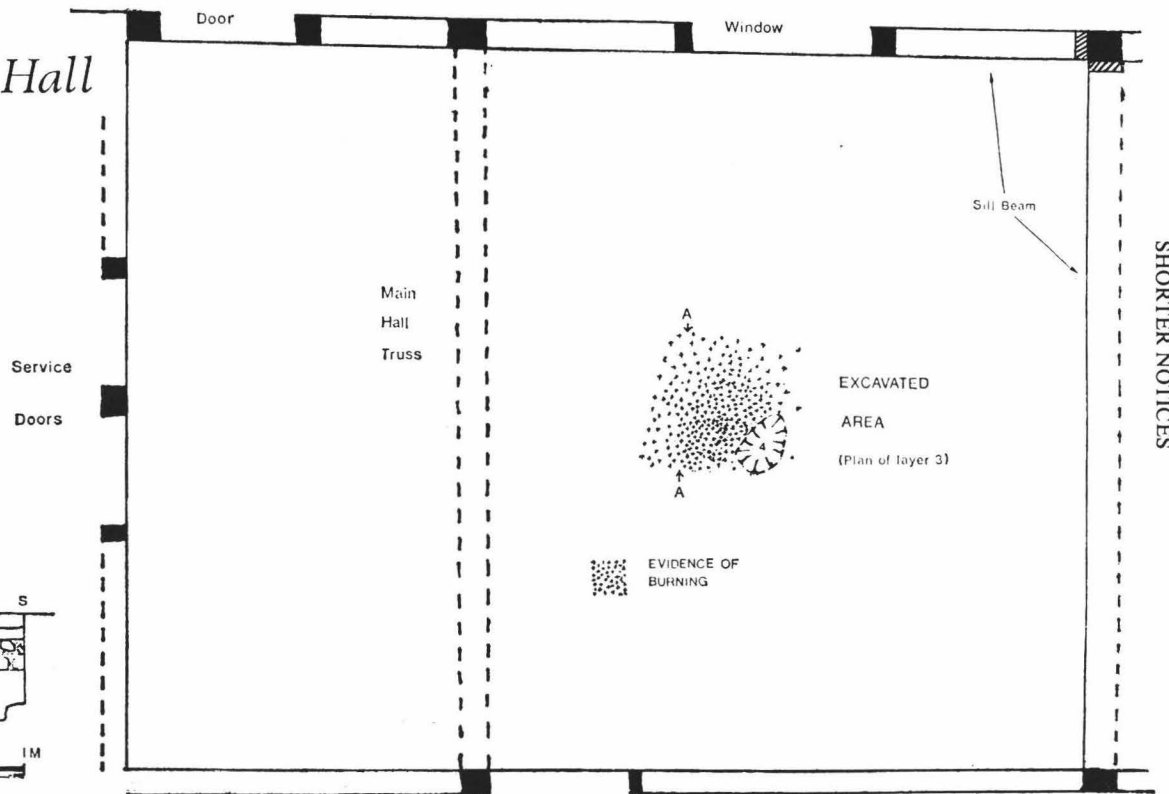 Door
Window
Hall
Sill Beam
SHORTER NOTICES
Main
Hall
Truss
Service
Doors
A
EXCAVATED
AREA
(Plan of layer 3)
A
EVIDENCE OF
BURNING
S
1M